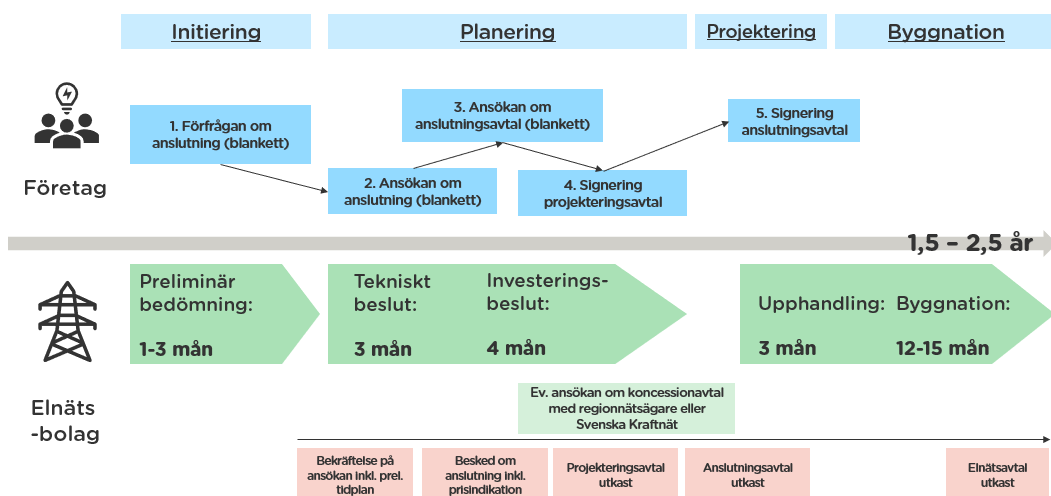 Initiering
Planering
Projektering
Byggnation
1. Förfrågan om
anslutning (blankett)
2. Ansökan om
anslutning (blankett)
3. Ansökan om
anslutningsavtal (blankett)
4. Signering
projekteringsavtal
5. Signering
anslutningsavtal
Företag
1,5 – 2,5 år
Preliminär
bedömning:
1-3 mån
Tekniskt
beslut:
3 mån
Investerings-
beslut:
4 mån
Upphandling:
3 mån
Byggnation:
12-15 mån
Elnäts
-bolag
Ev. ansökan om koncessionavtal
med regionnätsägare eller
Svenska Kraftnät
Bekräftelse på
ansökan inkl. prel.
tidplan
Besked om
anslutning inkl.
prisindikation
Projekteringsavtal
utkast
Anslutningsavtal
utkast
Elnätsavtal
utkast